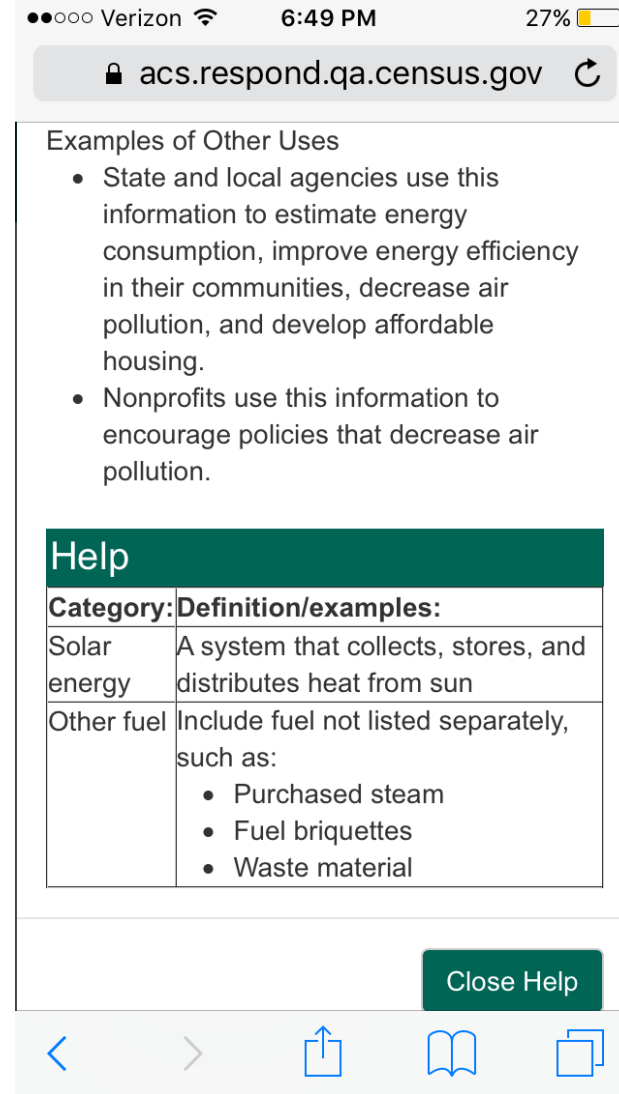 ●●○○○ Verizon 6:49 PM 27%
acs.respond.qa.census.gov
Examples of Other Uses
• State and local agencies use this
information to estimate energy
consumption, improve energy efficiency
in their communities, decrease air
pollution, and develop affordable
housing.
• Nonprofits use this information to
encourage policies that decrease air
pollution.
Help
Category: Definition/examples:
Solar A system that collects, stores, and
energy distributes heat from sun
Other fuel Include fuel not listed separately,
such as:
• Purchased steam
• Fuel briquettes
• Waste material
Close Help